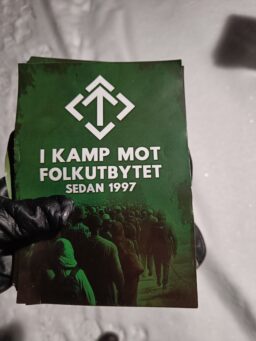 I KAMP MOT
FOLKUTBYTET
SEDAN 1997